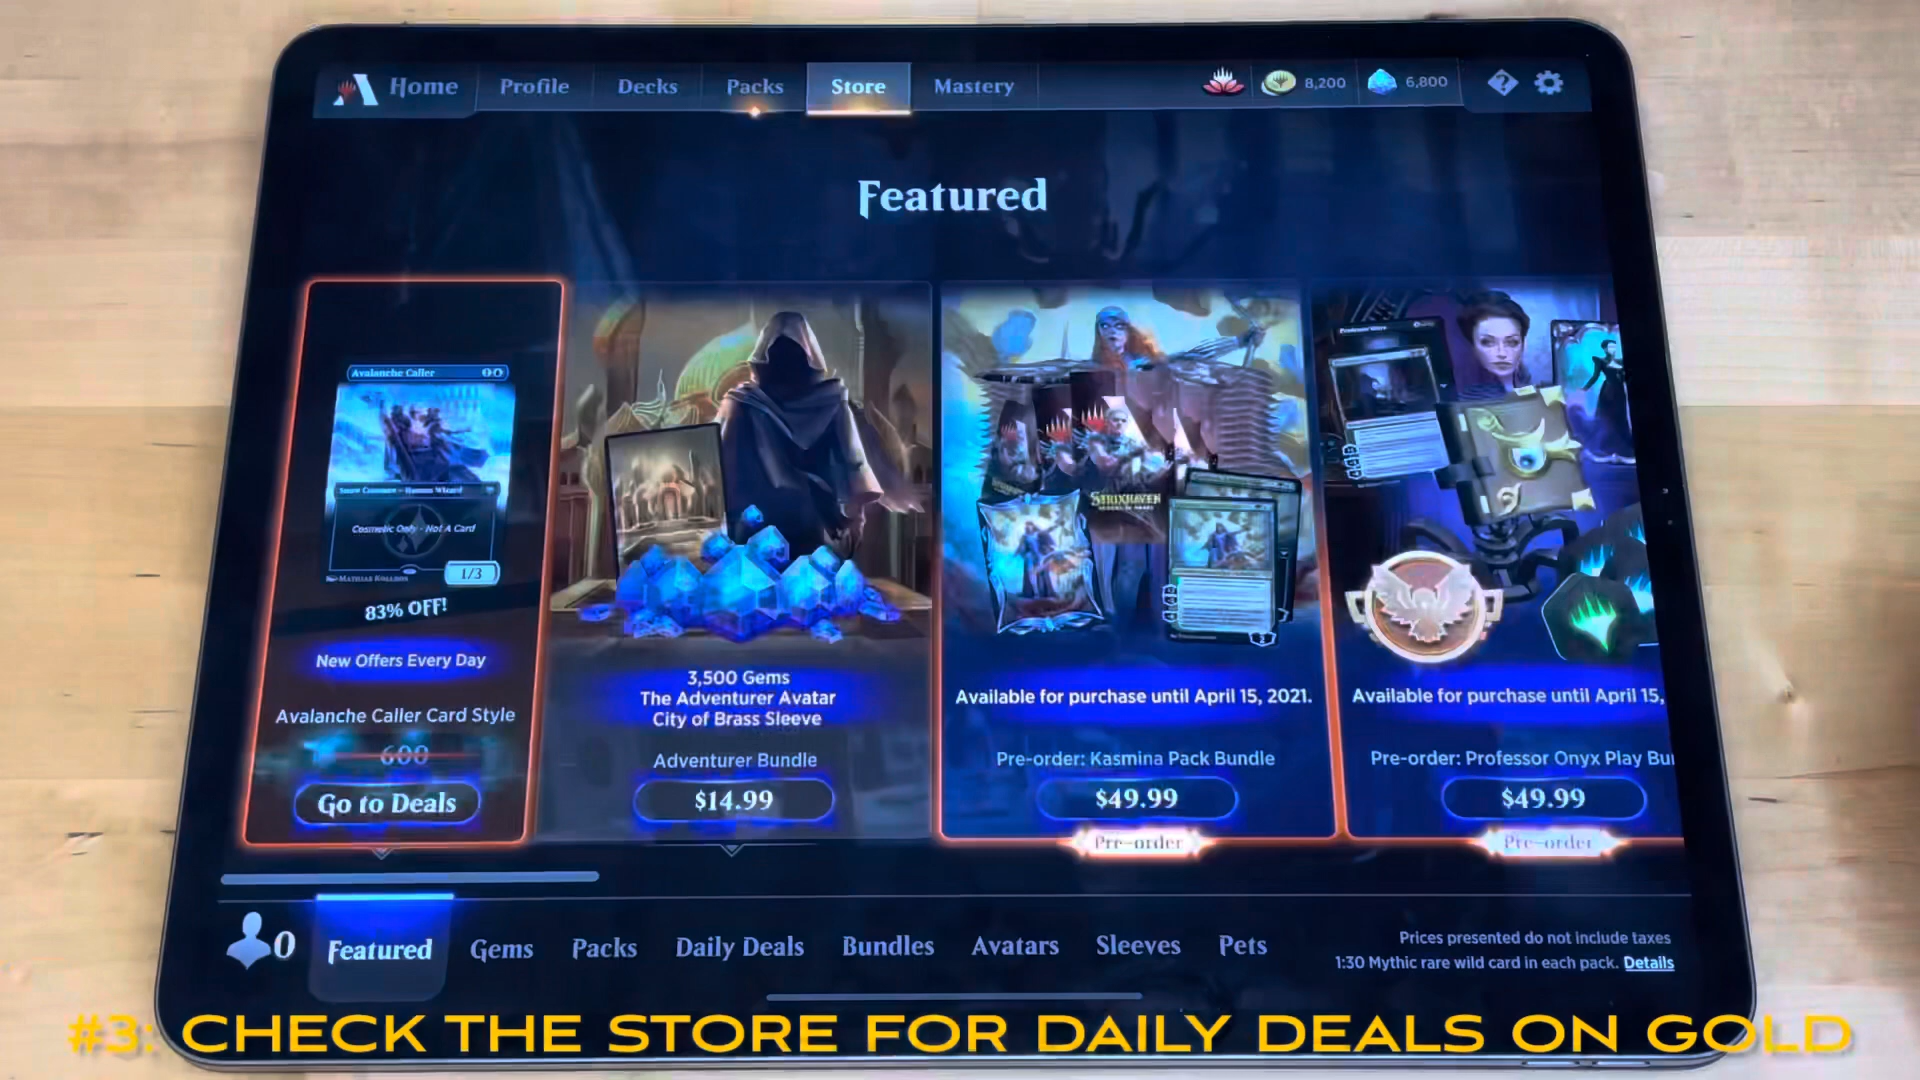 Home Profile Decks Packs Store Mastery 8,200 6,800
Featured
Avalanche Caller
Cosmetic Only - Not A Card
1/3
83% OFF!
New Offers Every Day
Avalanche Caller Card Style
600
Go to Deals
3,500 Gems
The Adventurer Avatar
City of Brass Sleeve
Adventurer Bundle
$14.99
STRIXHAVEN
Available for purchase until April 15, 2021.
Pre-order: Kasmina Pack Bundle
$49.99
Pre-order
Available for purchase until April 15,
Pre-order: Professor Onyx Play Bu
$49.99
Pre-order
0 Featured Gems Packs Daily Deals Bundles Avatars Sleeves Pets
Prices presented do not include taxes
1:30 Mythic rare wild card in each pack. Details
#3: CHECK THE STORE FOR DAILY DEALS ON GOLD